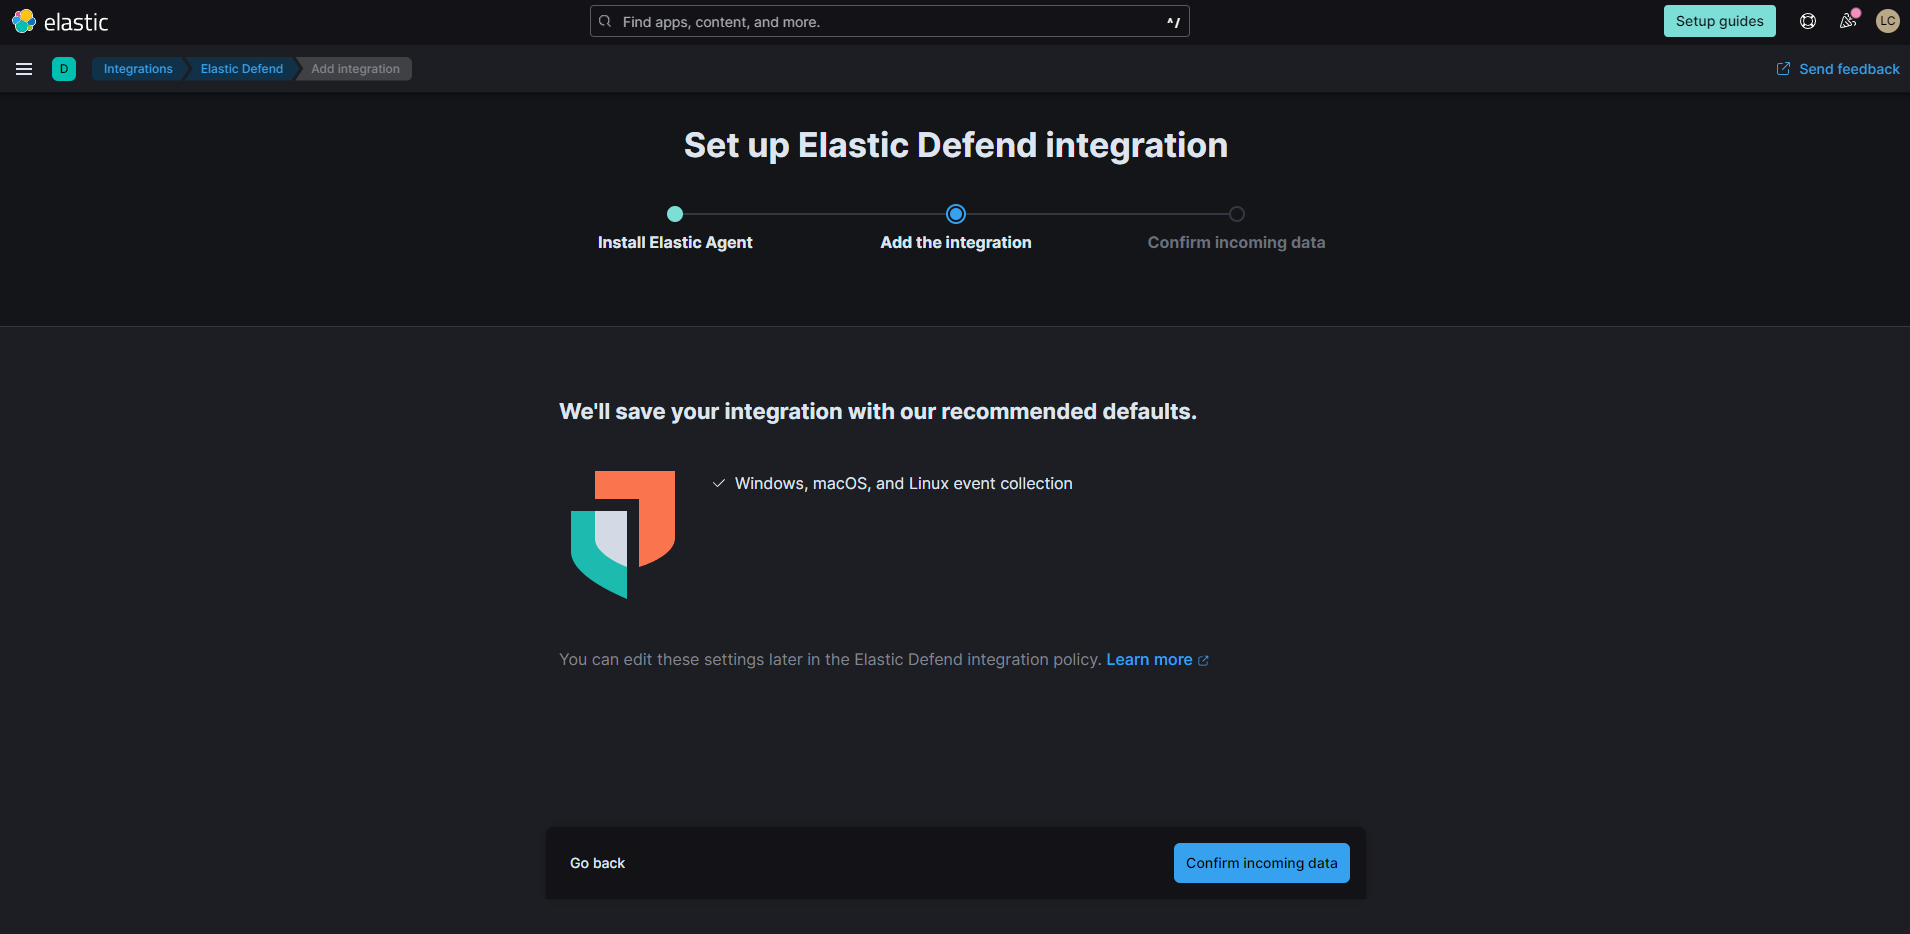 elastic
Find apps, content, and more.
^/
Setup guides
LC
D
Integrations
Elastic Defend
Add integration
Send feedback
Set up Elastic Defend integration
Install Elastic Agent
Add the integration
Confirm incoming data
We'll save your integration with our recommended defaults.
Windows, macOS, and Linux event collection
You can edit these settings later in the Elastic Defend integration policy. Learn more
Go back
Confirm incoming data